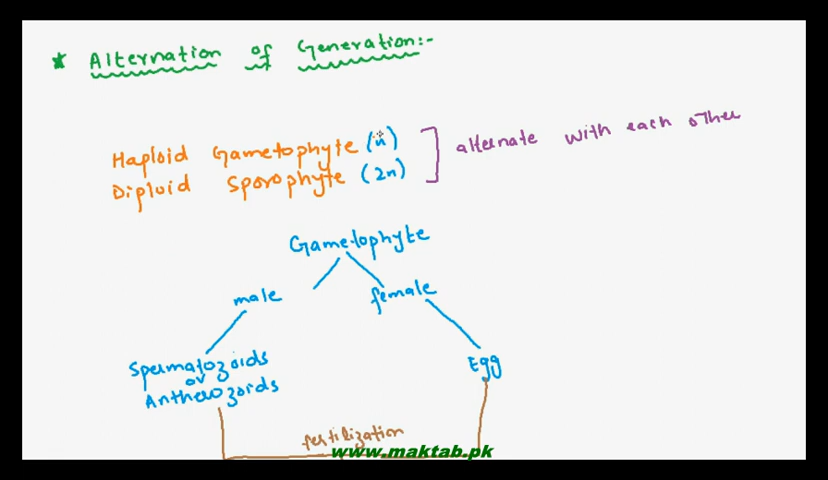 * Alternation of Generation:-
Haploid Gametophyte (n)
Diploid Sporophyte (2n)
alternate with each other
Gametophyte
male female
Spermatozoids
or
Antherozoids
Egg
fertilization
www.maktab.pk